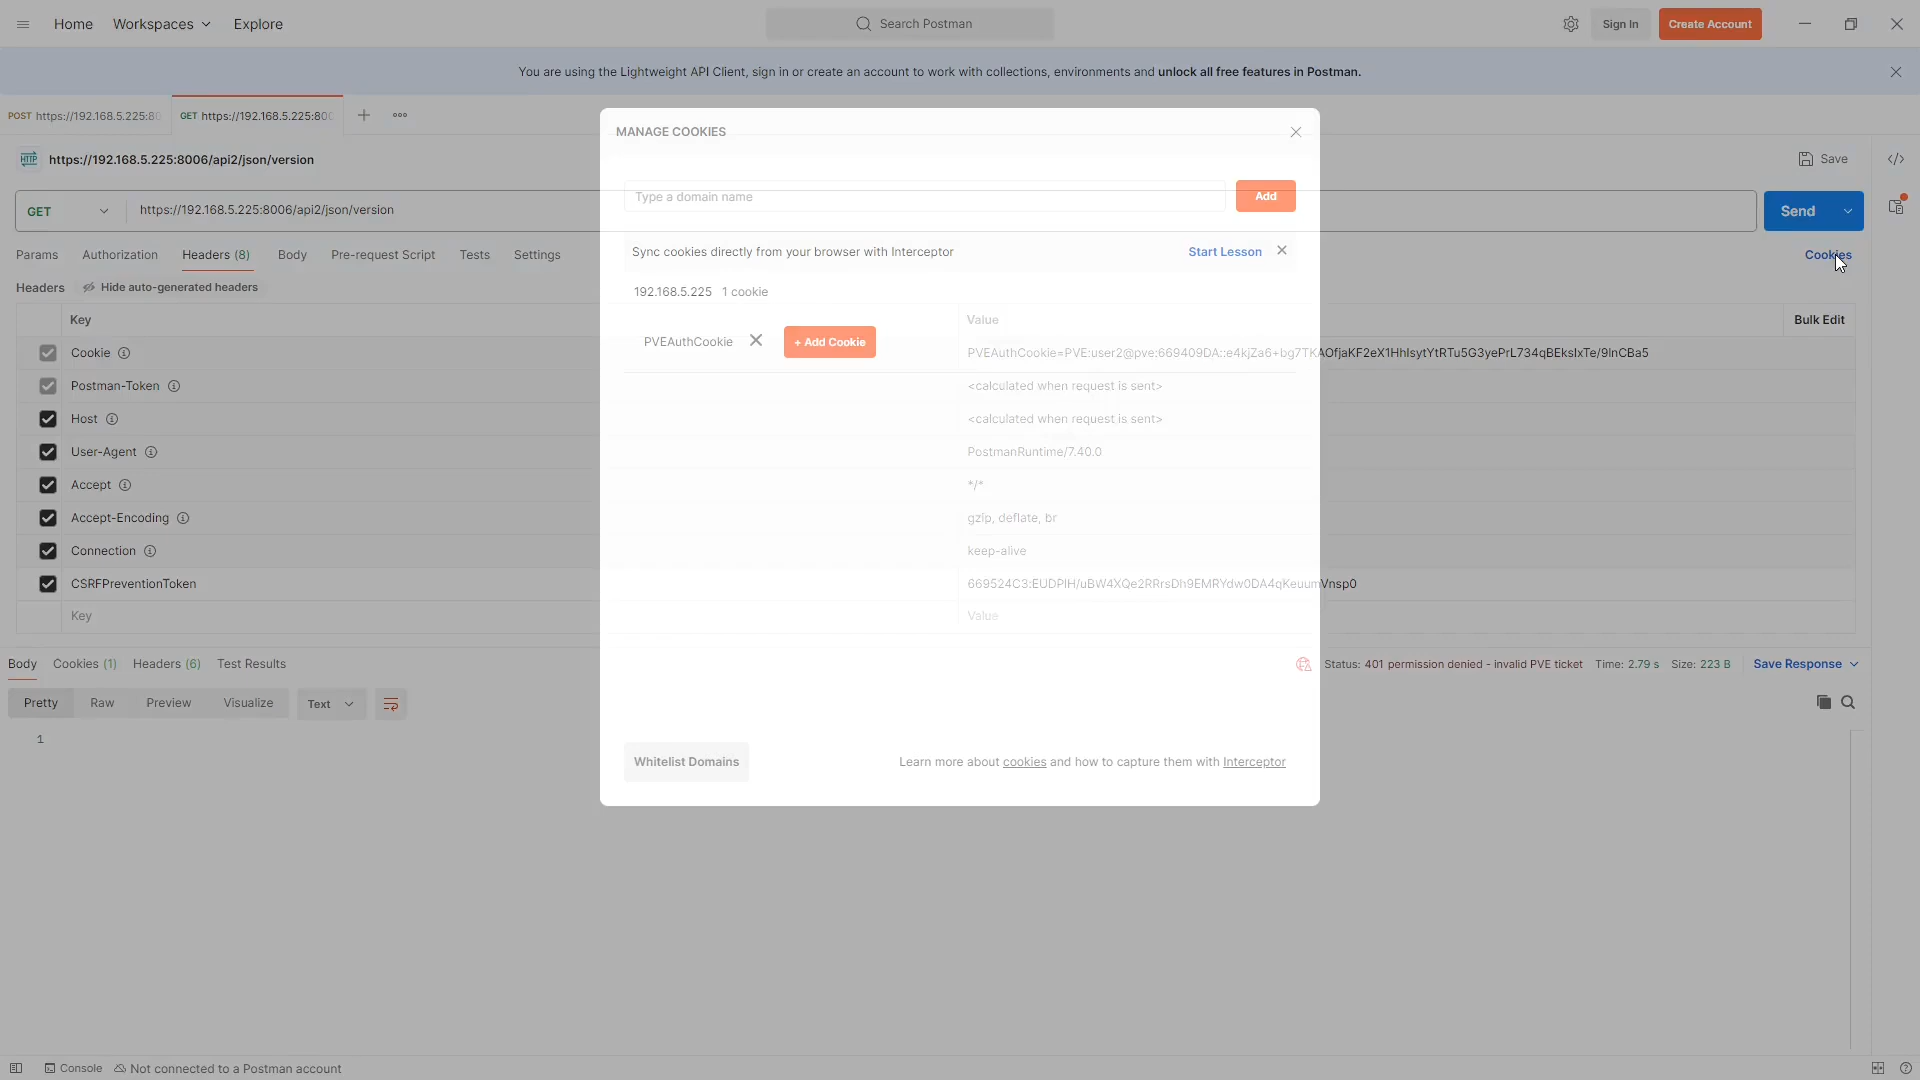 Home
Workspaces
Explore
Search Postman
Sign In
Create Account
You are using the Lightweight API Client, sign in or create an account to work with collections, environments and unlock all free features in Postman.
POST https://192.168.5.225:80
GET https://192.168.5.225:800
MANAGE COOKIES
HTTP
https://192.168.5.225:8006/api2/json/version
Save
GET
https://192.168.5.225:8006/api2/json/version
Type a domain name
Add
Send
Params
Authorization
Headers (8)
Body
Pre-request Script
Tests
Settings
Sync cookies directly from your browser with Interceptor
Start Lesson
Cookies
Headers
Hide auto-generated headers
192.168.5.225 1 cookie
Key
Value
Bulk Edit
PVEAuthCookie
+ Add Cookie
Cookie
PVEAuthCookie=PVE:user2@pve:669409DA::e4kjZa6+bg7TKAOfjaKF2eX1HhIsytYtRTu5G3yePrL734qBEksIxTe/9InCBa5
Postman-Token
<calculated when request is sent>
Host
<calculated when request is sent>
User-Agent
PostmanRuntime/7.40.0
Accept
*/*
Accept-Encoding
gzip, deflate, br
Connection
keep-alive
CSRFPreventionToken
669524C3:EUDPIH/uBW4XQe2RRrsDh9EMRYdw0DA4qKeuumVnsp0
Key
Value
Body
Cookies (1)
Headers (6)
Test Results
Status: 401 permission denied - invalid PVE ticket
Time: 2.79 s
Size: 223 B
Save Response
Pretty
Raw
Preview
Visualize
Text
1
Whitelist Domains
Learn more about cookies and how to capture them with Interceptor
Console
Not connected to a Postman account